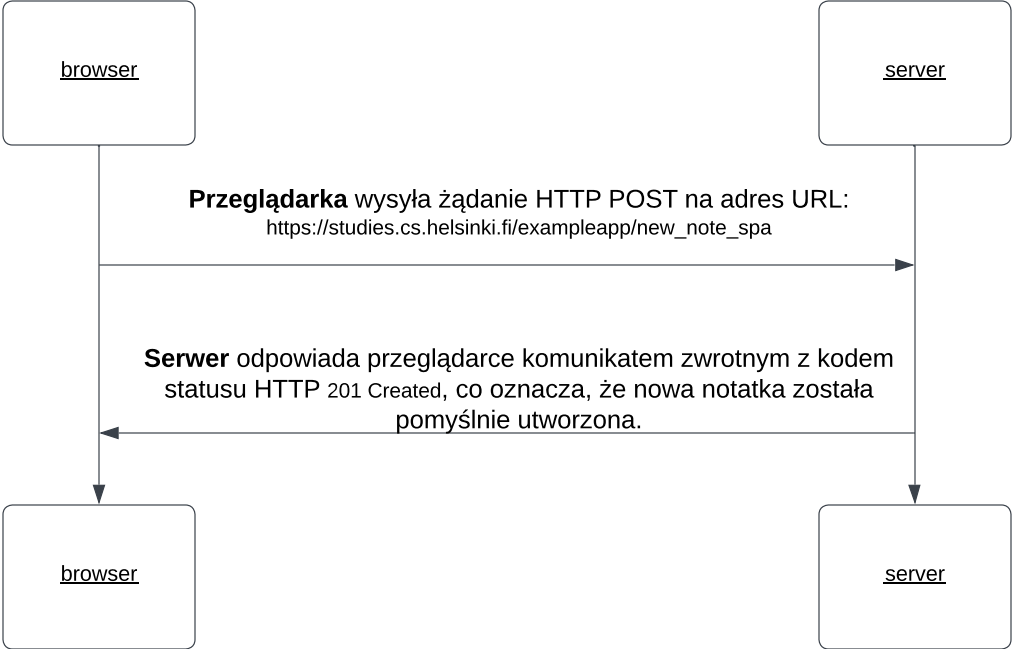 browser
server
Przeglądarka wysyła żądanie HTTP POST na adres URL:
https://studies.cs.helsinki.fi/exampleapp/new_note_spa
Serwer odpowiada przeglądarce komunikatem zwrotnym z kodem
statusu HTTP 201 Created, co oznacza, że nowa notatka została
pomyślnie utworzona.
browser
server